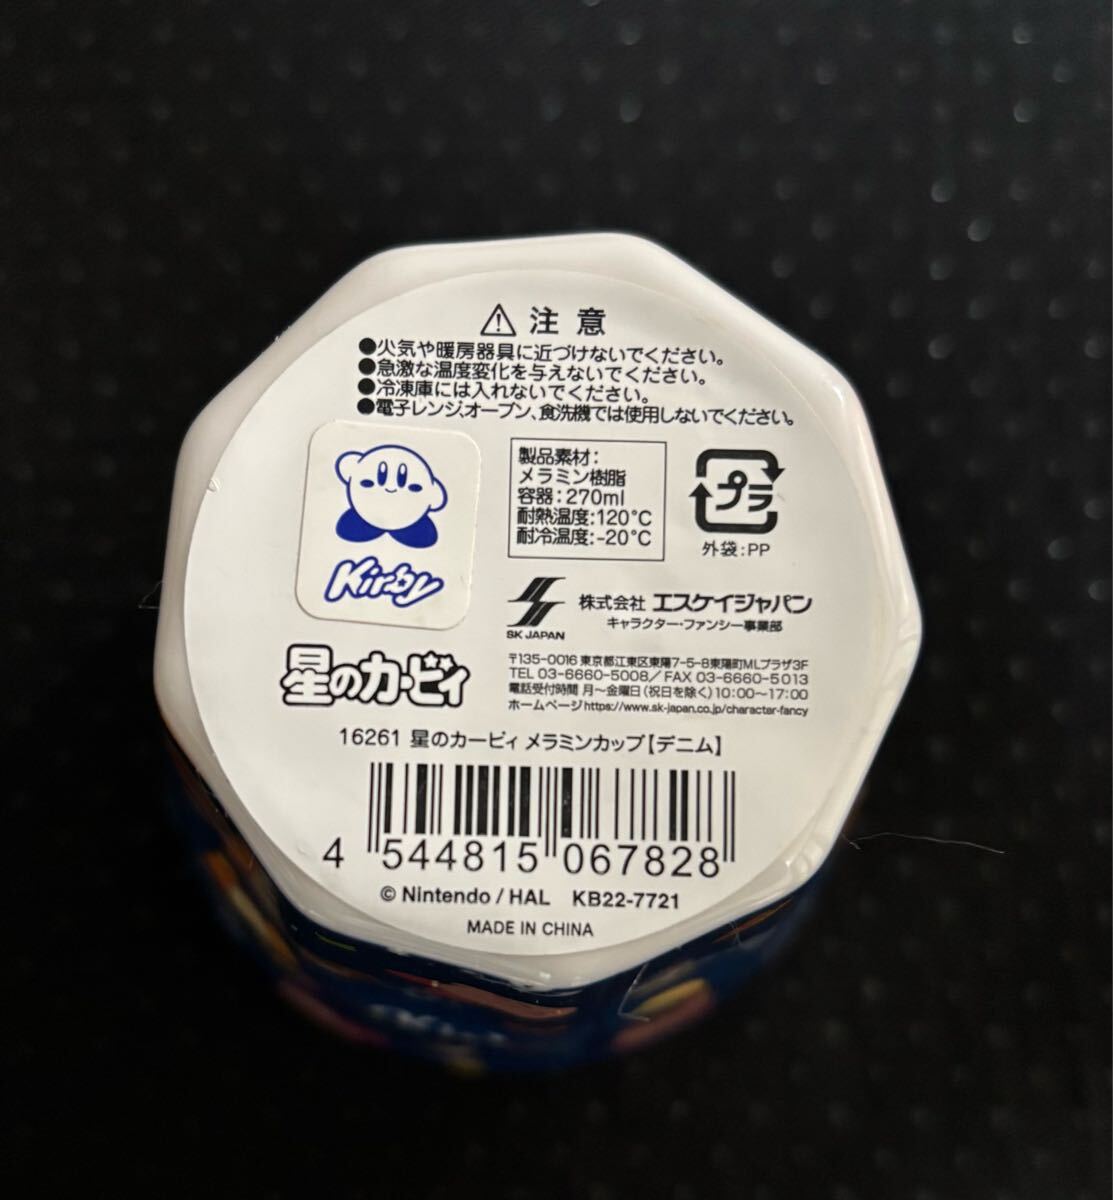 ⚠ 注意
●火気や暖房器具に近づけないでください。
●急激な温度変化を与えないでください。
●冷凍庫には入れないでください。
●電子レンジ、オーブン、食洗機では使用しないでください。
Kirby
製品素材:
メラミン樹脂
容器:270ml
耐熱温度:120℃
耐冷温度:-20℃
プラ
外袋:PP
SK JAPAN
株式会社 エスケイジャパン
キャラクター・ファンシー事業部
〒135-0016 東京都江東区東陽7-5-8東陽町MLプラザ3F
TEL 03-6660-5008/FAX 03-6660-5013
電話受付時間 月〜金曜日(祝日を除く)10:00〜17:00
ホームページhttps://www.sk-japan.co.jp/character-fancy
星のカービィ
16261 星のカービィ メラミンカップ【デニム】
4 544815 067828
© Nintendo / HAL KB22-7721
MADE IN CHINA